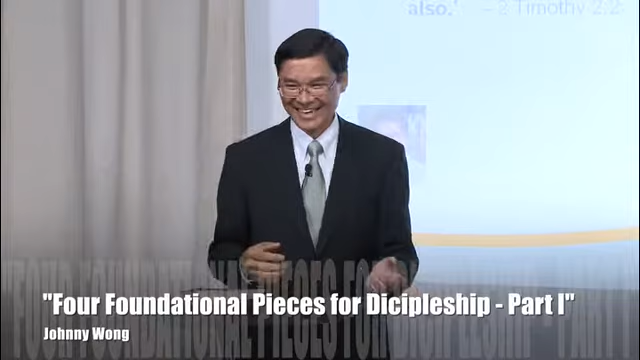 also.' – 2 Timothy 2:2
"Four Foundational Pieces for Dicipleship - Part I"
Johnny Wong